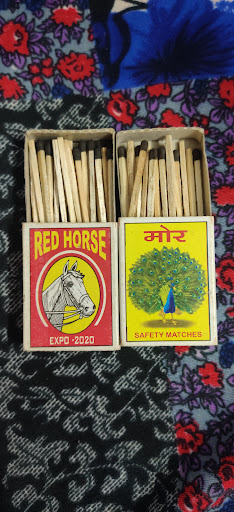 RED HORSE
EXPO - 2020
मोर
SAFETY MATCHES